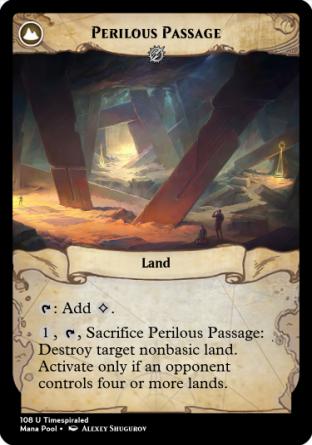 PERILOUS PASSAGE
Land
: Add .
1, , Sacrifice Perilous Passage:
Destroy target nonbasic land.
Activate only if an opponent
controls four or more lands.
108 U Timespiraled
Mana Pool • ALEXEY SHUGUROV